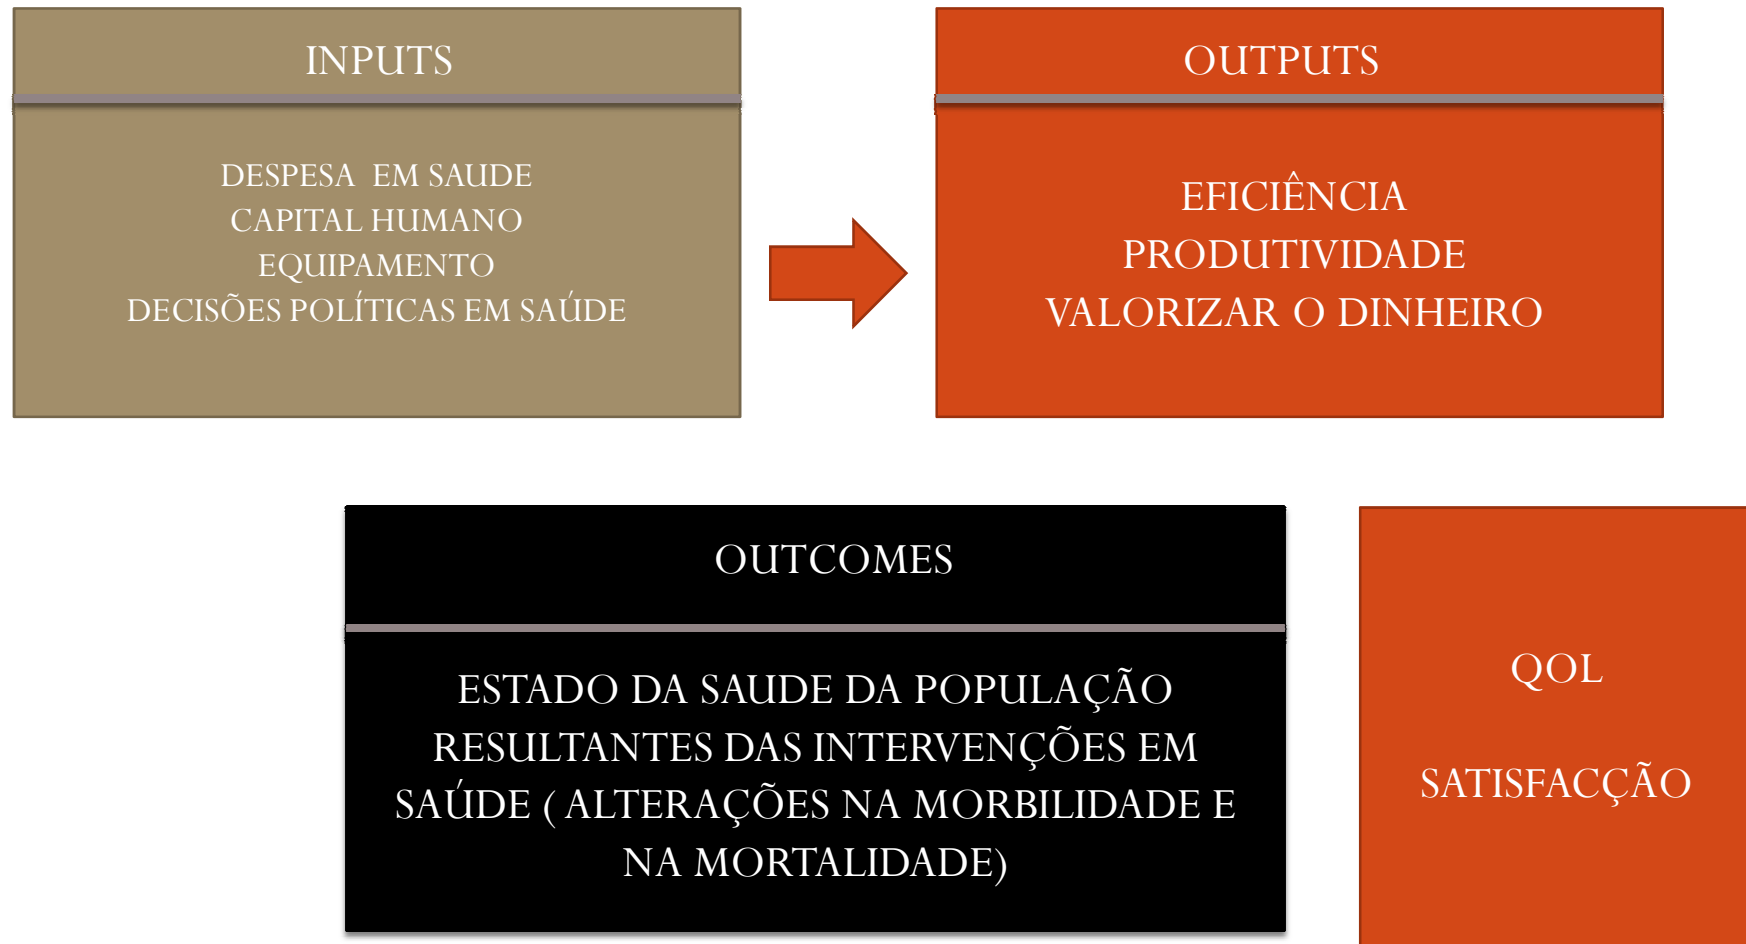 INPUTS
DESPESA EM SAUDE
CAPITAL HUMANO
EQUIPAMENTO
DECISÕES POLÍTICAS EM SAÚDE
OUTPUTS
EFICIÊNCIA
PRODUTIVIDADE
VALORIZAR O DINHEIRO
OUTCOMES
ESTADO DA SAUDE DA POPULAÇÃO
RESULTANTES DAS INTERVENÇÕES EM
SAÚDE ( ALTERAÇÕES NA MORBILIDADE E
NA MORTALIDADE)
QOL
SATISFACÇÃO